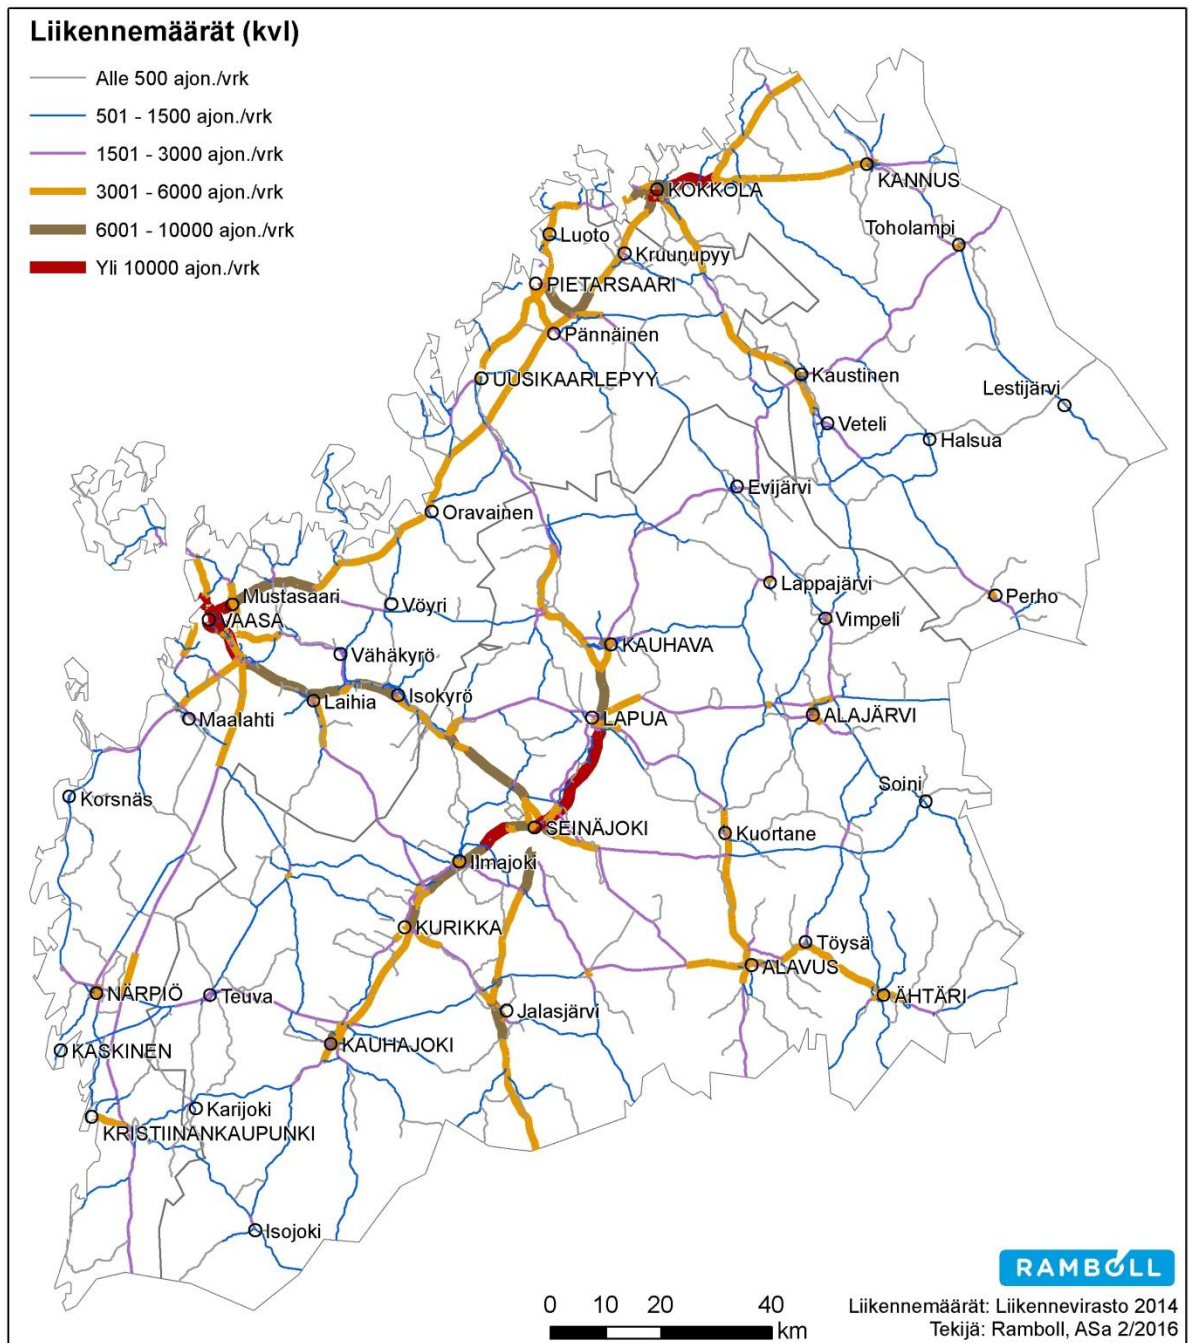 Liikennemäärät (kvl)
Alle 500 ajon./vrk
501 - 1500 ajon./vrk
1501 - 3000 ajon./vrk
3001 - 6000 ajon./vrk
6001 - 10000 ajon./vrk
Yli 10000 ajon./vrk
KOKKOLA
KANNUS
Luoto
Toholampi
Kruunupyy
PIETARSAARI
Pännäinen
UUSIKAARLEPYY
Kaustinen
Lestijärvi
Veteli
Halsua
Evijärvi
Oravainen
Lappajärvi
Perho
Mustasaari
Vöyri
VAASA
Vimpeli
KAUHAVA
Vähäkyrö
Laihia
Isokyrö
Maalahti
LAPUA
ALAJÄRVI
Soini
Korsnäs
SEINÄJOKI
Kuortane
Ilmajoki
KURIKKA
Töysä
ALAVUS
NÄRPIÖ
Teuva
ÄHTÄRI
Jalasjärvi
KASKINEN
KAUHAJOKI
Karijoki
KRISTIINANKAUPUNKI
Isojoki
RAMBOLL
0 10 20 40
km
Liikennemäärät: Liikennevirasto 2014
Tekijä: Ramboll, ASa 2/2016